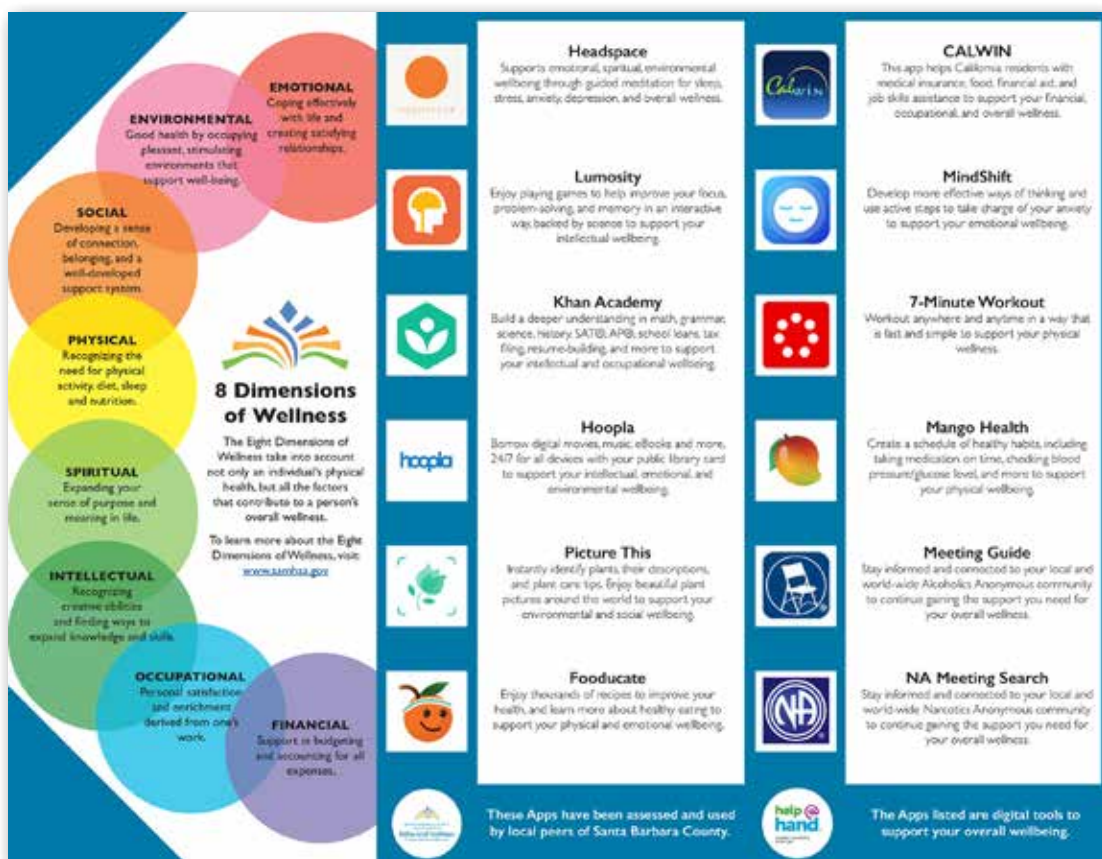 EMOTIONAL
Coping effectively
with life and
creating satisfying
relationships.
ENVIRONMENTAL
Good health by occupying
pleasant, stimulating
environments that
support well-being.
SOCIAL
Developing a sense
of connection,
belonging, and a
well-developed
support system.
PHYSICAL
Recognizing the
need for physical
activity, diet, sleep
and nutrition.
SPIRITUAL
Expanding your
sense of purpose and
meaning in life.
INTELLECTUAL
Recognizing
creative abilities
and finding ways to
expand knowledge and skills.
OCCUPATIONAL
Personal satisfaction
and enrichment
derived from one's
work.
FINANCIAL
Support in budgeting
and accounting for all
expenses.
8 Dimensions
of Wellness
The Eight Dimensions of
Wellness take into account
not only an individual's physical
health, but all the factors
that contribute to a person's
overall wellness.
To learn more about the Eight
Dimensions of Wellness, visit:
www.samhsa.gov
Headspace
Supports emotional, spiritual, environmental
wellbeing through guided meditation for sleep,
stress, anxiety, depression, and overall wellness.
Lumosity
Enjoy playing games to help improve your focus,
problem-solving, and memory in an interactive
way, backed by science to support your
intellectual wellbeing.
Khan Academy
Build a deeper understanding in math, grammar,
science, history, SAT®, AP®, school loans, tax
filing, resume-building, and more to support
your intellectual and occupational wellbeing.
hoopla
Hoopla
Borrow digital movies, music, eBooks and more,
24/7 for all devices with your public library card
to support your intellectual, emotional, and
environmental wellbeing.
Picture This
Instantly identify plants, their descriptions,
and plant care tips. Enjoy beautiful plant
pictures around the world to support your
environmental and social wellbeing.
Fooducate
Enjoy thousands of recipes to improve your
health, and learn more about healthy eating to
support your physical and emotional wellbeing.
These Apps have been assessed and used
by local peers of Santa Barbara County.
CalWIN
CALWIN
This app helps California residents with
medical insurance, food, financial aid, and
job skills assistance to support your financial,
occupational, and overall wellness.
MindShift
Develop more effective ways of thinking and
use active steps to take charge of your anxiety
to support your emotional wellbeing.
7-Minute Workout
Workout anywhere and anytime in a way that
is fast and simple to support your physical
wellness.
Mango Health
Create a schedule of healthy habits, including
taking medication on time, checking blood
pressure/glucose level, and more to support
your physical wellbeing.
Meeting Guide
Stay informed and connected to your local and
world-wide Alcoholics Anonymous community
to continue gaining the support you need for
your overall wellness.
NA
NA Meeting Search
Stay informed and connected to your local and
world-wide Narcotics Anonymous community
to continue gaining the support you need for
your overall wellness.
help @
hand
The Apps listed are digital tools to
support your overall wellbeing.